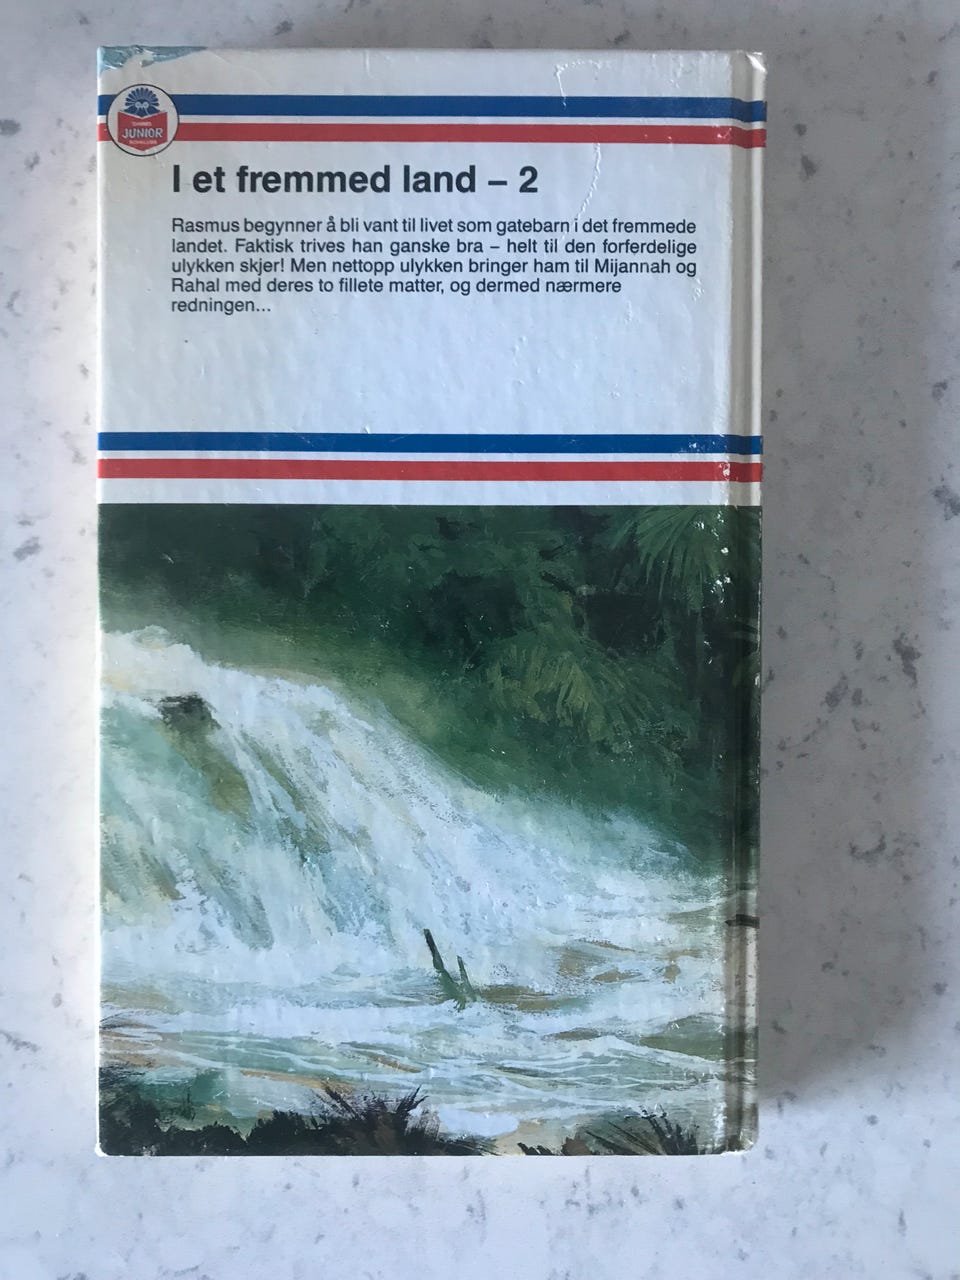 JUNIOR
I et fremmed land – 2
Rasmus begynner å bli vant til livet som gatebarn i det fremmede
landet. Faktisk trives han ganske bra – helt til den forferdelige
ulykken skjer! Men nettopp ulykken bringer ham til Mijannah og
Rahal med deres to fillete matter, og dermed nærmere
redningen...